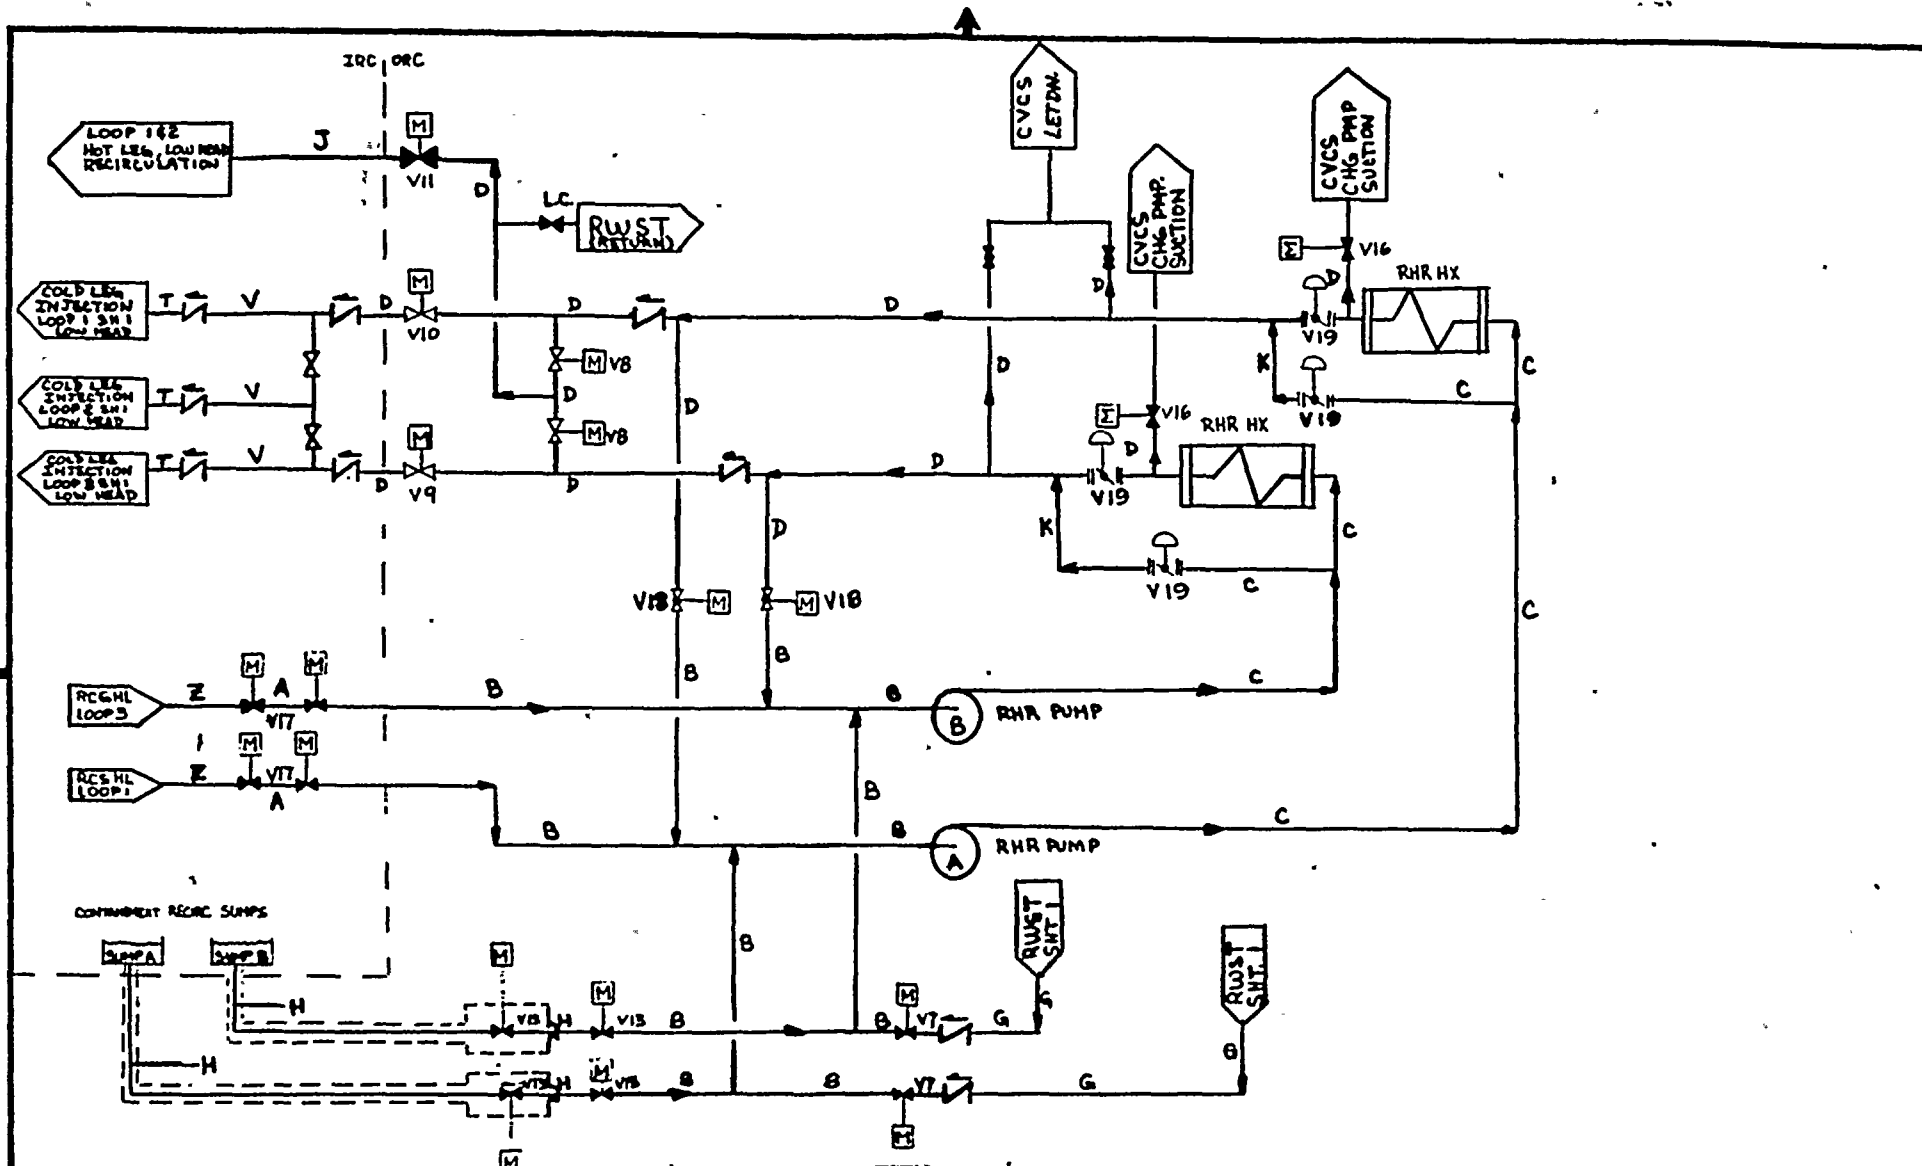 IRC ORC
LOOP 1&2
HOT LEG, LOW HEAD
RECIRCULATION
J
M
V11
D
L.C.
RWST
(RETURN)
CVCS
LETDN.
CVCS
CHG PMP.
SUCTION
CVCS
CHG PMP
SUCTION
Σ
V16
D
RHR HX
V19
D
D
D
D
M
V10
D
COLD LEG
INJECTION
LOOP 1 SH 1
LOW HEAD
T
V
M
V8
D
D
D
K
V19
C
C
COLD LEG
INJECTION
LOOP 2 SH 1
LOW HEAD
T
V
M
V8
Σ
V16
D
RHR HX
COLD LEG
INJECTION
LOOP 3 SH 1
LOW HEAD
T
V
D
M
V9
D
D
V19
D
K
C
V19
C
C
V18
M
M
V18
B
B
RCS HL
LOOP 3
Z
M
A
M
V17
B
B
B
RHR PUMP
C
RCS HL
LOOP 1
Z
M
V17
M
A
B
B
B
A
RHR PUMP
C
CONTAINMENT RECIRC SUMPS
SUMP A
SUMP B
B
RWST
SHT 1
RWST
SHT. 1
H
M
V13
H
M
V13
B
B
M
V7
G
G
H
V13
H
M
V13
B
B
V7
G
G
M
M